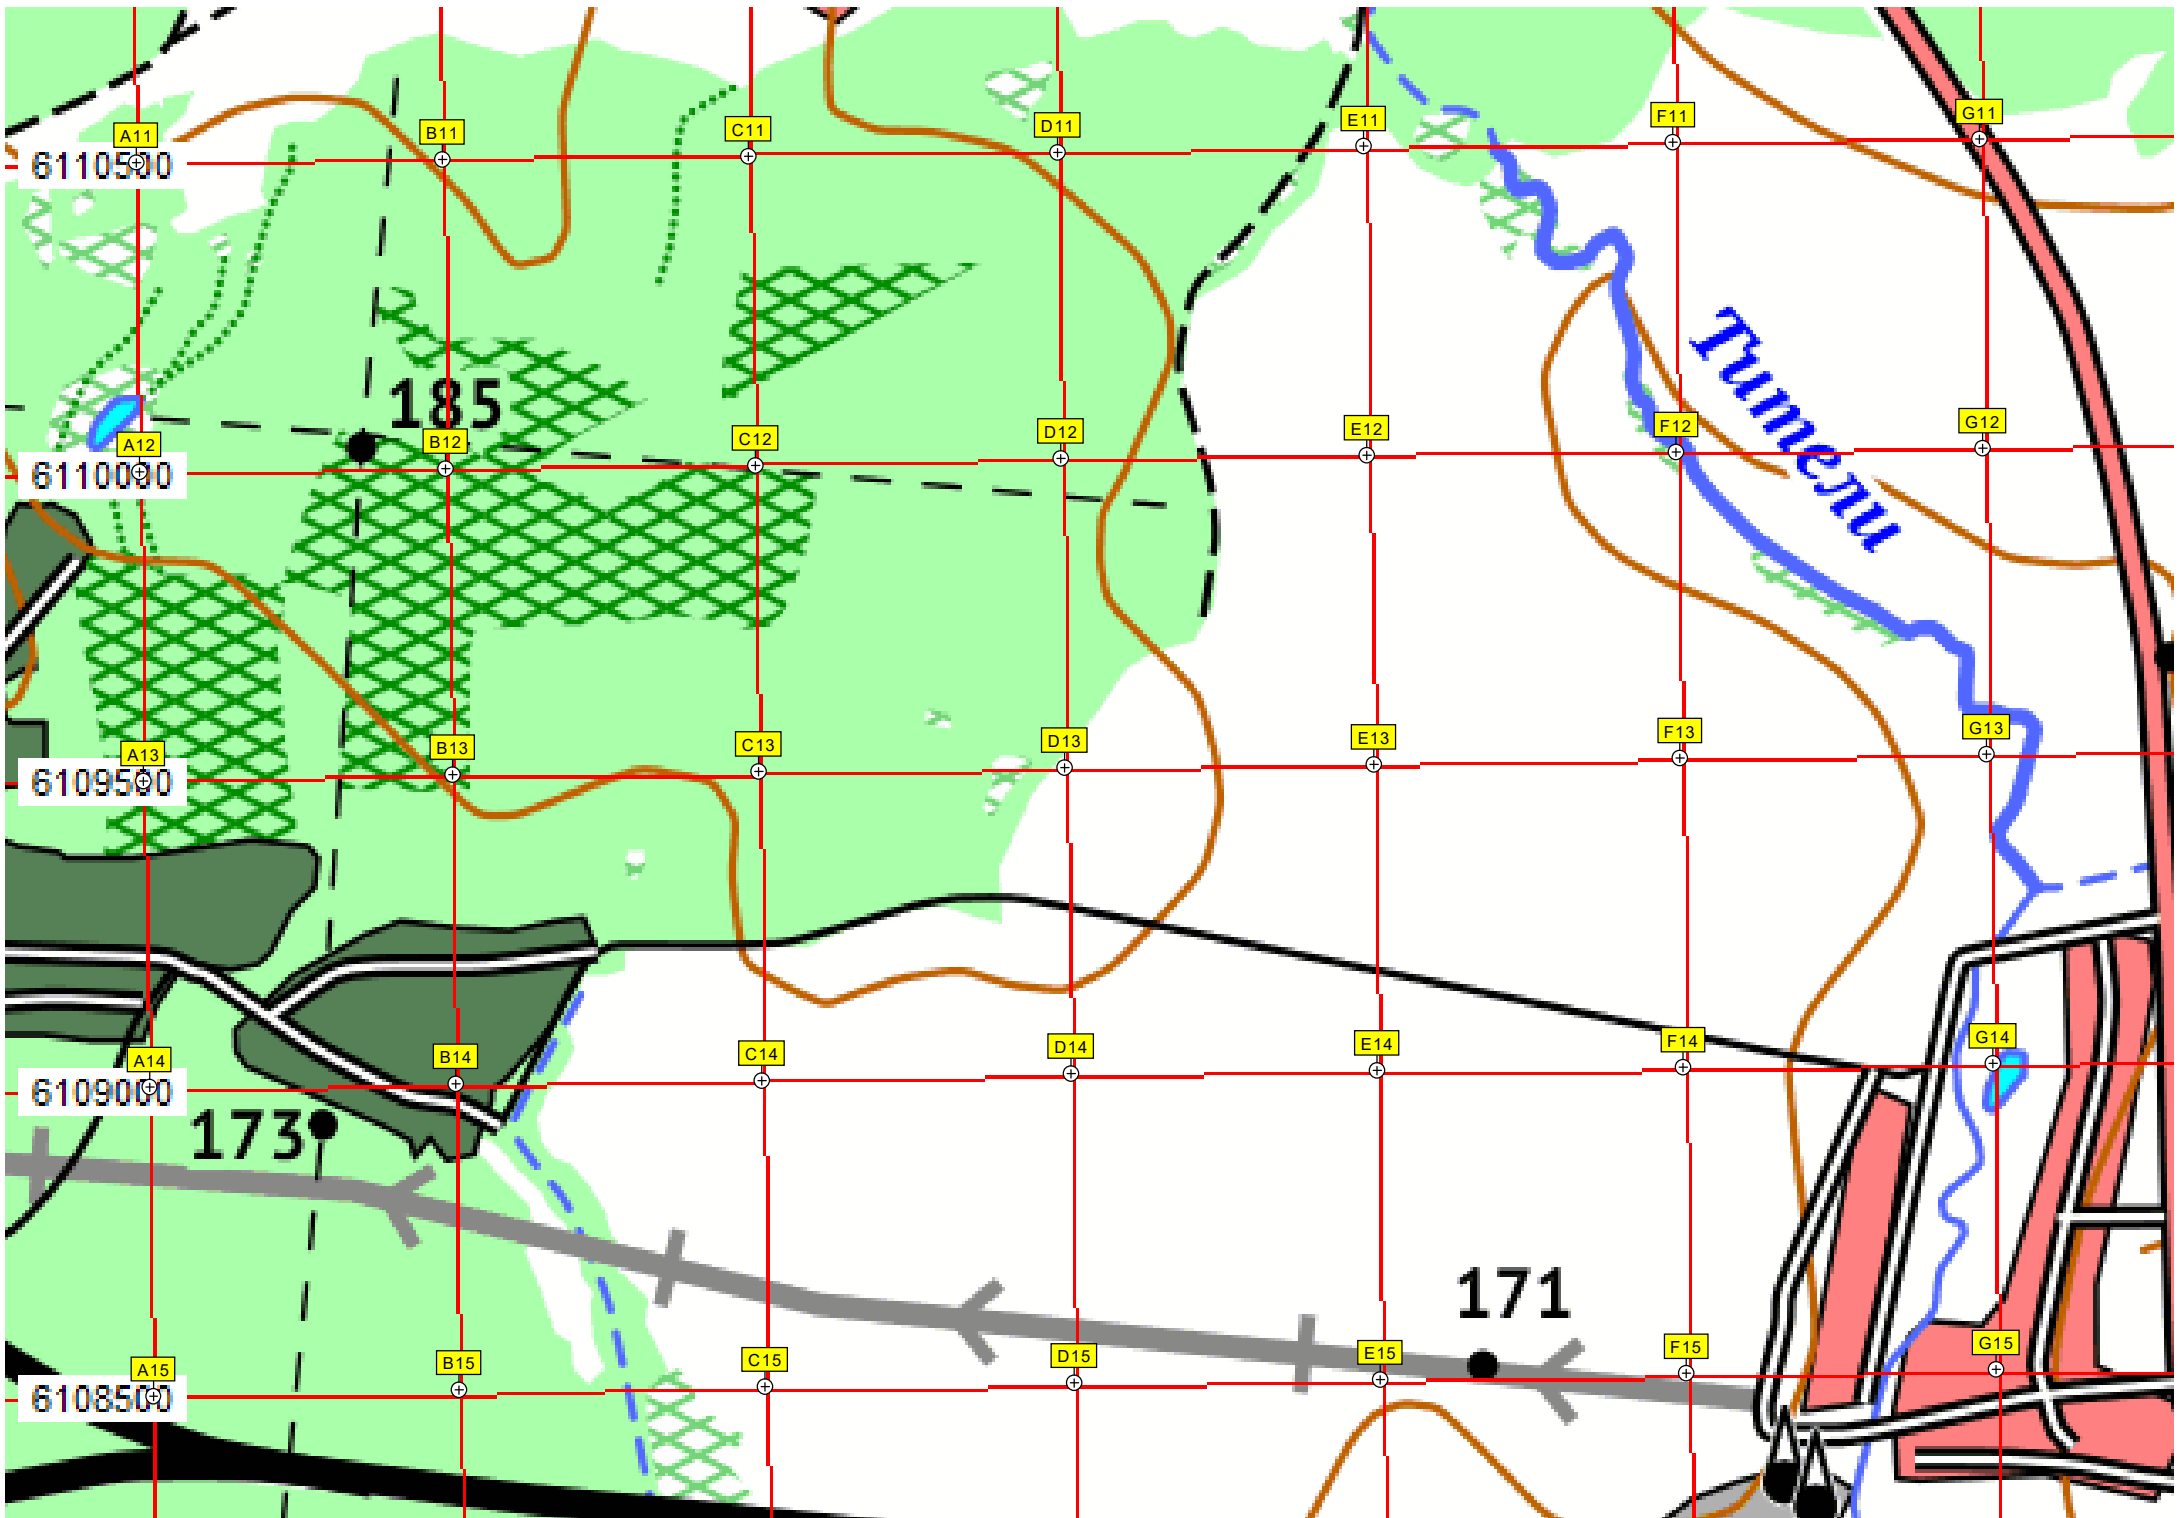 A11 B11 C11 D11 E11 F11 G11
6110500
Тители
185
A12 B12 C12 D12 E12 F12 G12
6110000
A13 B13 C13 D13 E13 F13 G13
6109500
A14 B14 C14 D14 E14 F14 G14
6109000
173
171
A15 B15 C15 D15 E15 F15 G15
6108500